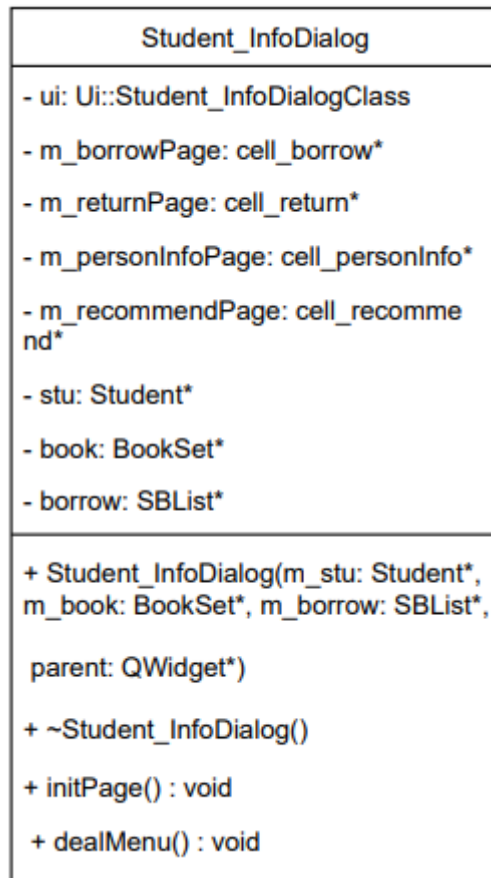 Student_InfoDialog
- ui: Ui::Student_InfoDialogClass
- m_borrowPage: cell_borrow*
- m_returnPage: cell_return*
- m_personInfoPage: cell_personInfo*
- m_recommendPage: cell_recomme
nd*
- stu: Student*
- book: BookSet*
- borrow: SBList*
+ Student_InfoDialog(m_stu: Student*,
m_book: BookSet*, m_borrow: SBList*,
parent: QWidget*)
+ ~Student_InfoDialog()
+ initPage() : void
+ dealMenu() : void